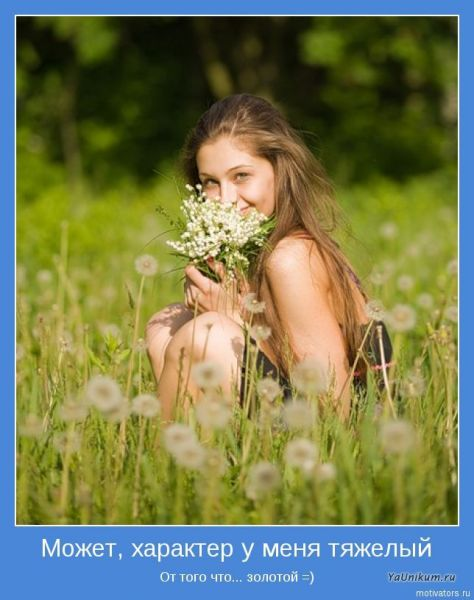 Может, характер у меня тяжелый
От того что... золотой =)
YaUnikum.ru
motivators.ru